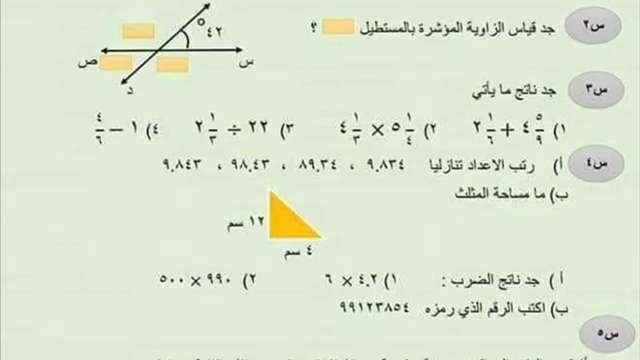 س٢ جد قياس الزاوية المؤشرة بالمستطيل ؟
٤٢°
س ص
د
س٣ جد ناتج ما يأتي
١) ٤ ٥/٩ + ٢ ١/٦ ٢) ٥ ١/٤ × ٤ ١/٣ ٣) ٢٢ ÷ ٢ ١/٣ ٤) ١ − ٤/٦
س٤ أ) رتب الاعداد تنازليا ٩.٨٣٤ ، ٨٩.٣٤ ، ٩٨.٤٣ ، ٩.٨٤٣
ب) ما مساحة المثلث
١٢ سم
٤ سم
أ ) جد ناتج الضرب : ١) ٤.٢ × ٦ ٢) ٩٩٠ × ٥٠٠
ب) اكتب الرقم الذي رمزه ٩٩١٢٣٨٥٤
س٥